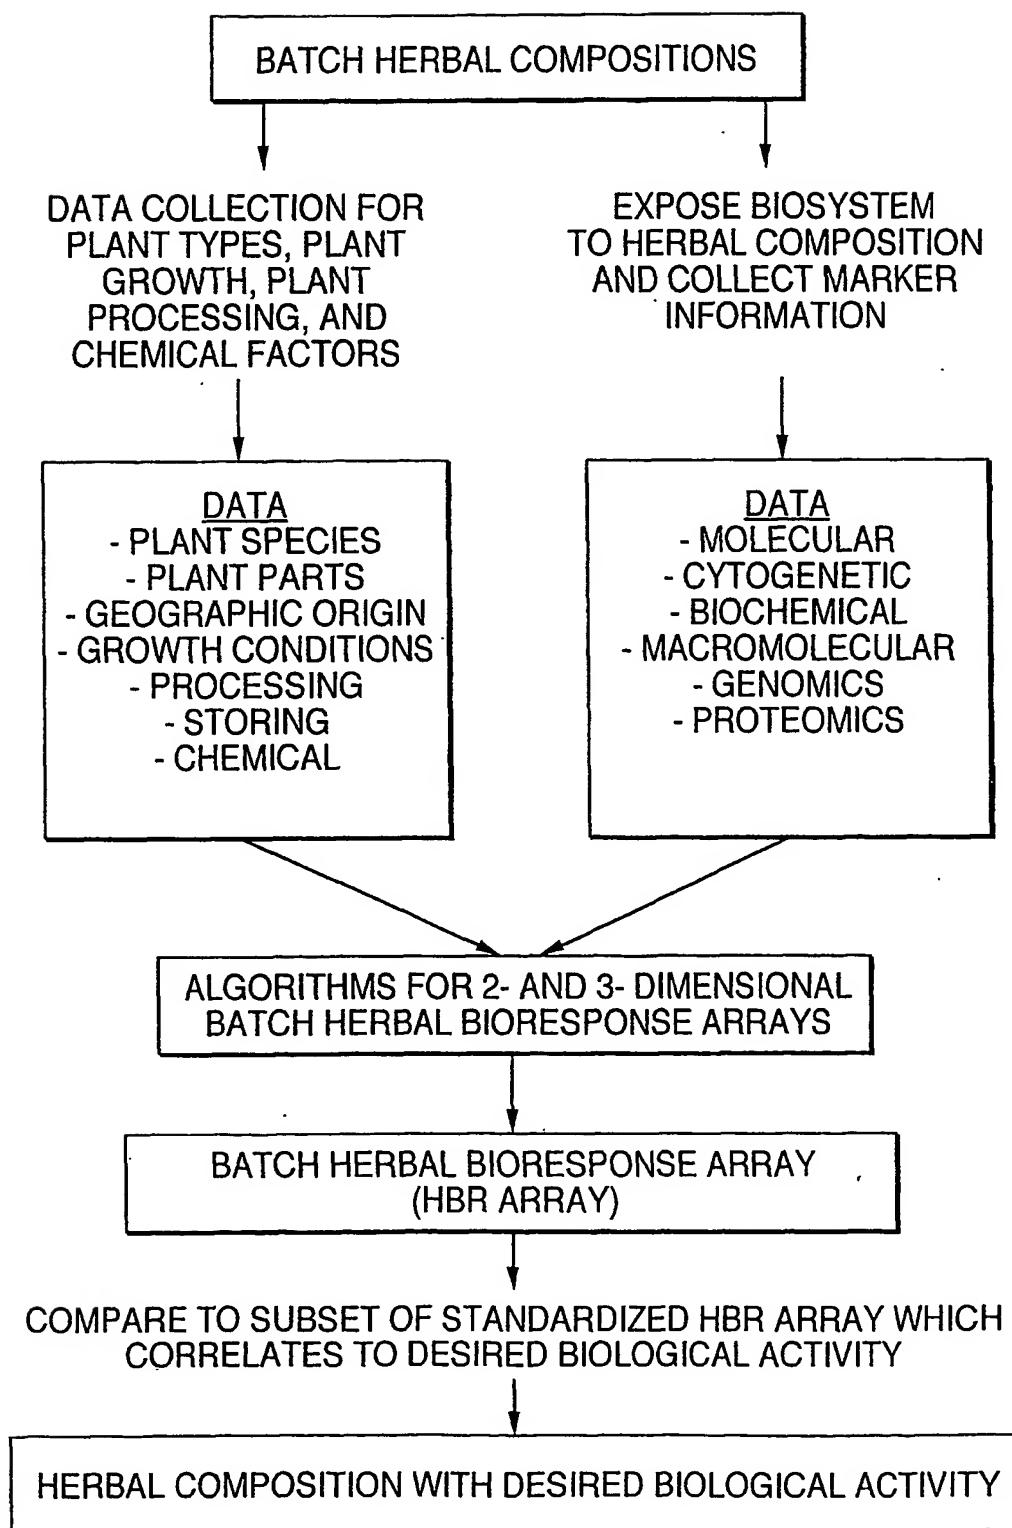 BATCH HERBAL COMPOSITIONS
DATA COLLECTION FOR
PLANT TYPES, PLANT
GROWTH, PLANT
PROCESSING, AND
CHEMICAL FACTORS
EXPOSE BIOSYSTEM
TO HERBAL COMPOSITION
AND COLLECT MARKER
INFORMATION
DATA
- PLANT SPECIES
- PLANT PARTS
- GEOGRAPHIC ORIGIN
- GROWTH CONDITIONS
- PROCESSING
- STORING
- CHEMICAL
DATA
- MOLECULAR
- CYTOGENETIC
- BIOCHEMICAL
- MACROMOLECULAR
- GENOMICS
- PROTEOMICS
ALGORITHMS FOR 2- AND 3- DIMENSIONAL
BATCH HERBAL BIORESPONSE ARRAYS
BATCH HERBAL BIORESPONSE ARRAY
(HBR ARRAY)
COMPARE TO SUBSET OF STANDARDIZED HBR ARRAY WHICH
CORRELATES TO DESIRED BIOLOGICAL ACTIVITY
HERBAL COMPOSITION WITH DESIRED BIOLOGICAL ACTIVITY